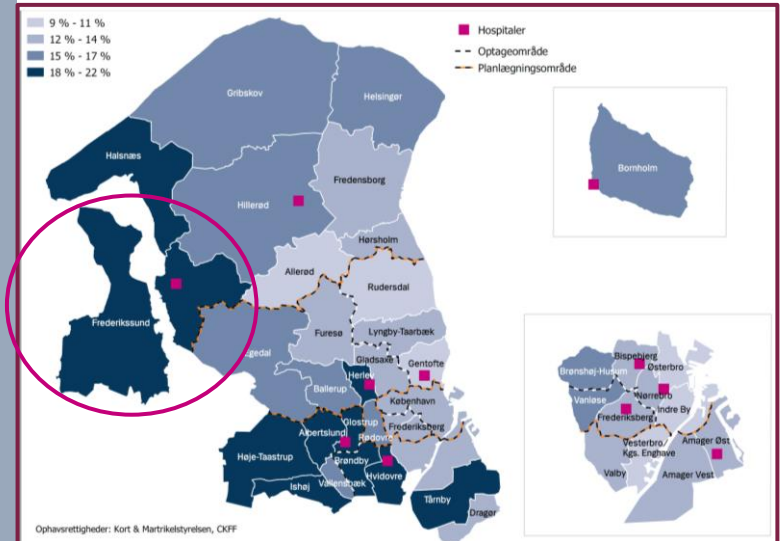 9 % - 11 %
12 % - 14 %
15 % - 17 %
18 % - 22 %
Hospitaler
Optageområde
Planlægningsområde
Gribskov
Helsingør
Halsnæs
Fredensborg
Hillerød
Bornholm
Hørsholm
Allerød
Rudersdal
Frederikssund
Furesø
Lyngby-Taarbæk
Egedal
Gladsaxe
Gentofte
Ballerup
Herlev
København
Frederiksberg
Glostrup
Albertslund
Rødovre
Høje-Taastrup
Brøndby
Vallensbæk
Hvidovre
Ishøj
Tårnby
Dragør
Bispebjerg
Østerbro
Brønshøj-Husum
Vanløse
Nørrebro
Indre By
Frederiksberg
Vesterbro
Kgs. Enghave
Amager Øst
Valby
Amager Vest
Ophavsrettigheder: Kort & Martrikelstyrelsen, CKFF